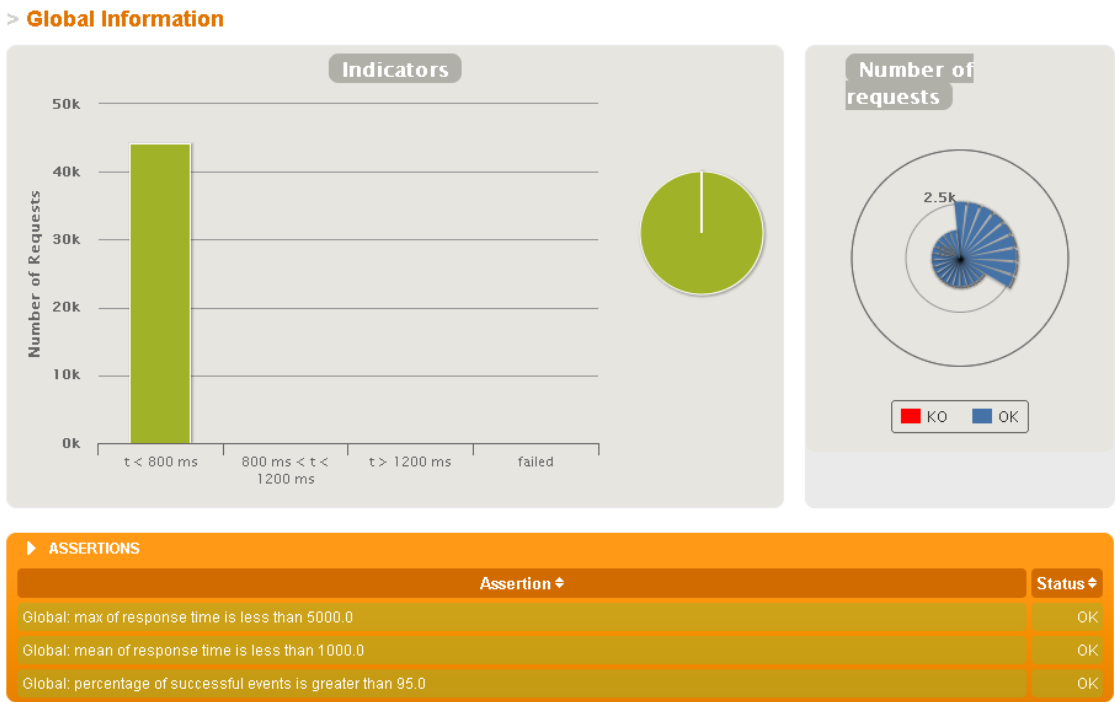 > Global Information
Indicators
50k
40k
30k
20k
10k
0k
Number of Requests
t < 800 ms
800 ms < t <
1200 ms
t > 1200 ms
failed
Number of
requests
2.5k
KO
OK
ASSERTIONS
Assertion
Status
Global: max of response time is less than 5000.0
OK
Global: mean of response time is less than 1000.0
OK
Global: percentage of successful events is greater than 95.0
OK